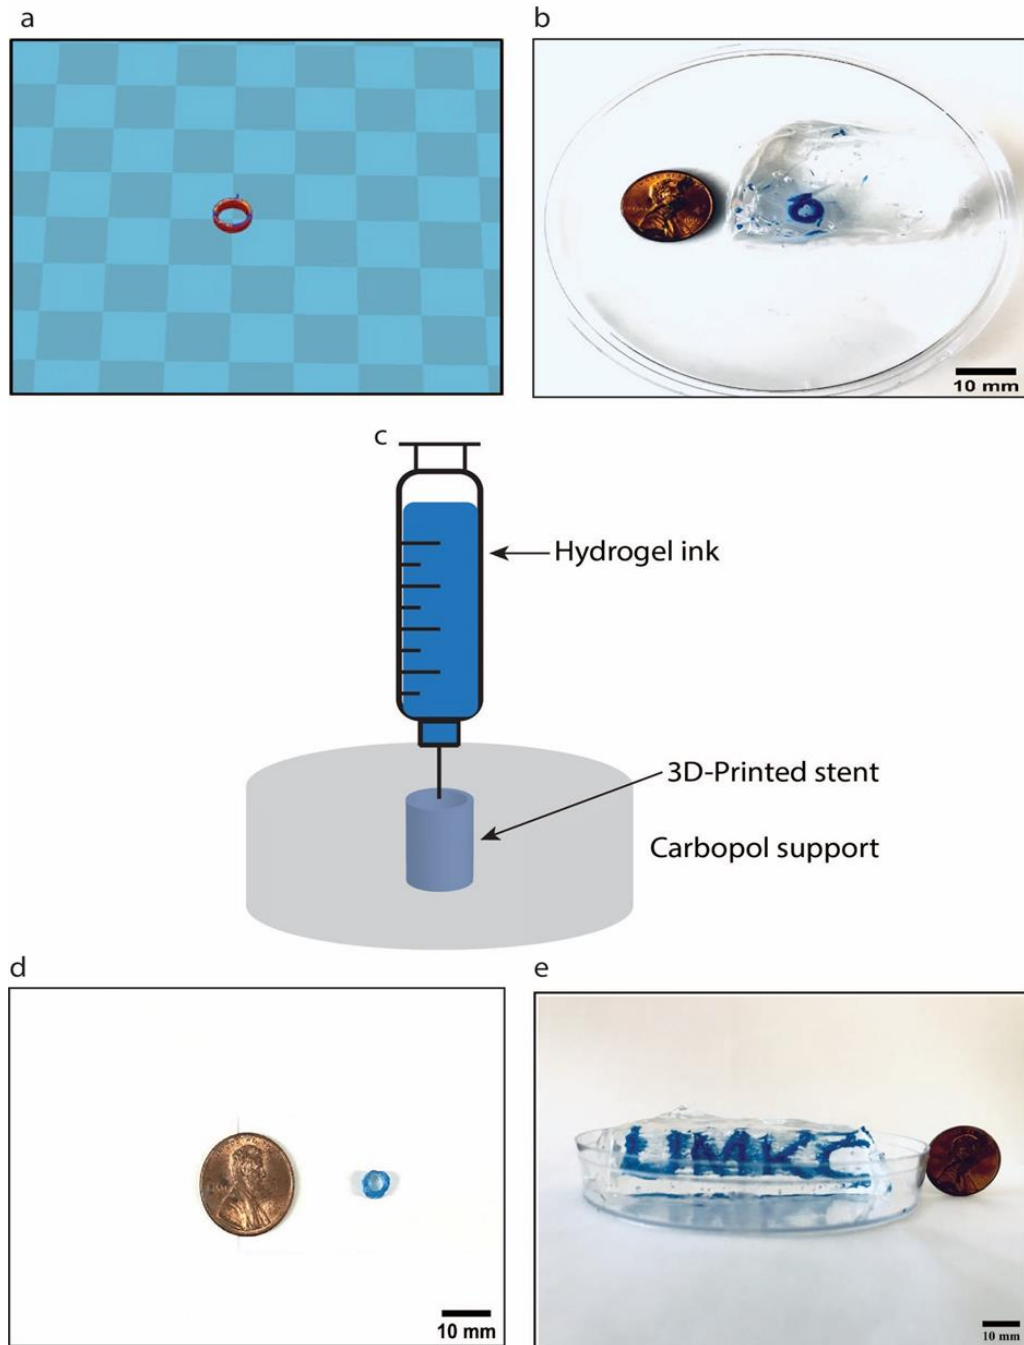 a
b
10 mm
c
Hydrogel ink
3D-Printed stent
Carbopol support
d
e
10 mm
UMKC
10 mm